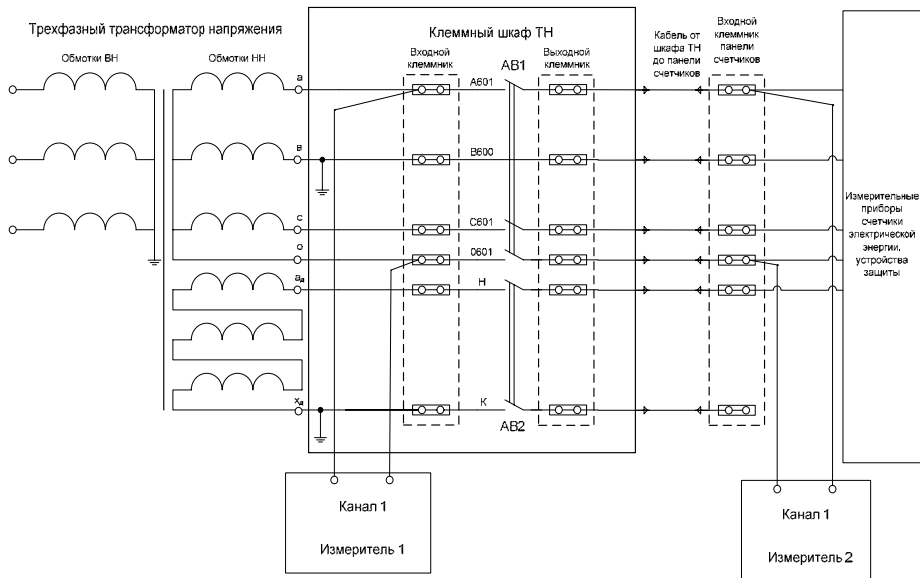 Трехфазный трансформатор напряжения
Обмотки ВН
Обмотки НН
Клеммный шкаф ТН
Входной
клеммник
АВ1
Выходной
клеммник
Кабель от
шкафа ТН
до панели
счетчиков
Входной
клеммник
панели
счетчиков
а
А601
в
В600
с
С601
о
0601
ад
Н
хд
К
АВ2
Измерительные
приборы
счетчики
электрической
энергии,
устройства
защиты
Канал 1
Измеритель 1
Канал 1
Измеритель 2